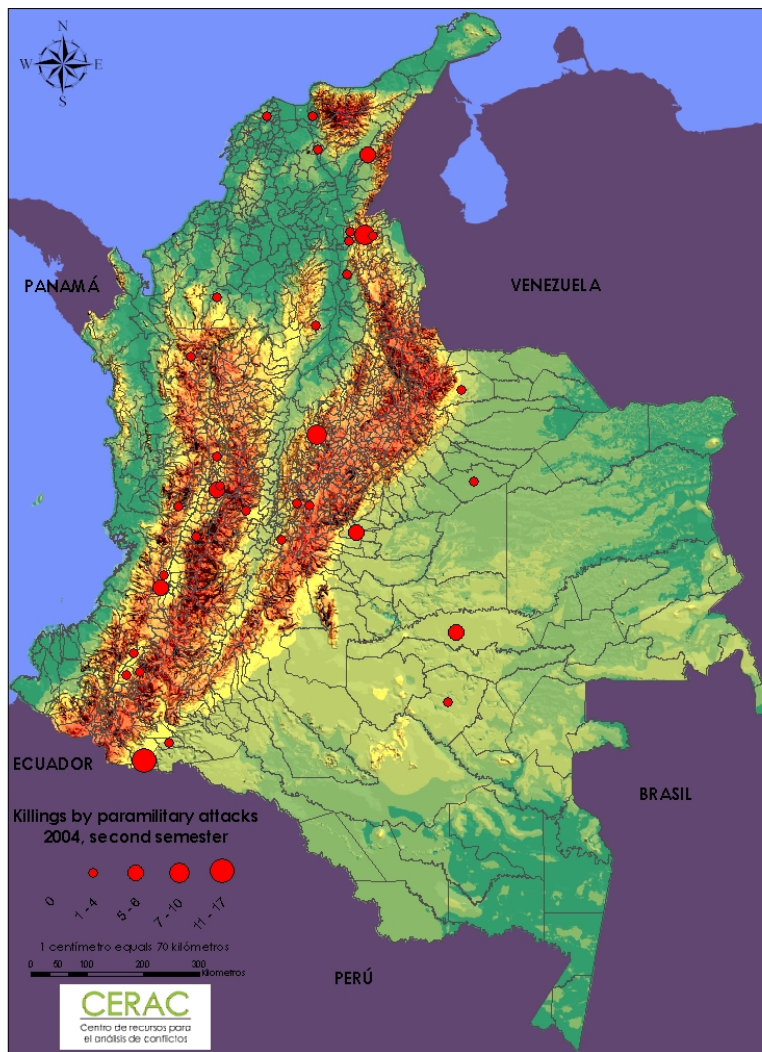 N
W E
S
PANAMÁ
VENEZUELA
ECUADOR
BRASIL
Killings by paramilitary attacks
2004, second semester
0
1 - 4
5 - 6
7 - 10
11 - 17
1 centímetro equals 70 kilómetros
0 50 100 200 300
Kilometros
PERÚ
CERAC
Centro de recursos para
el análisis de conflictos